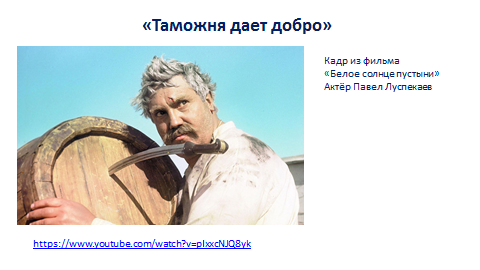 «Таможня дает добро»
Кадр из фильма
«Белое солнце пустыни»
Актёр Павел Луспекаев
https://www.youtube.com/watch?v=pIxxcNJQ8yk